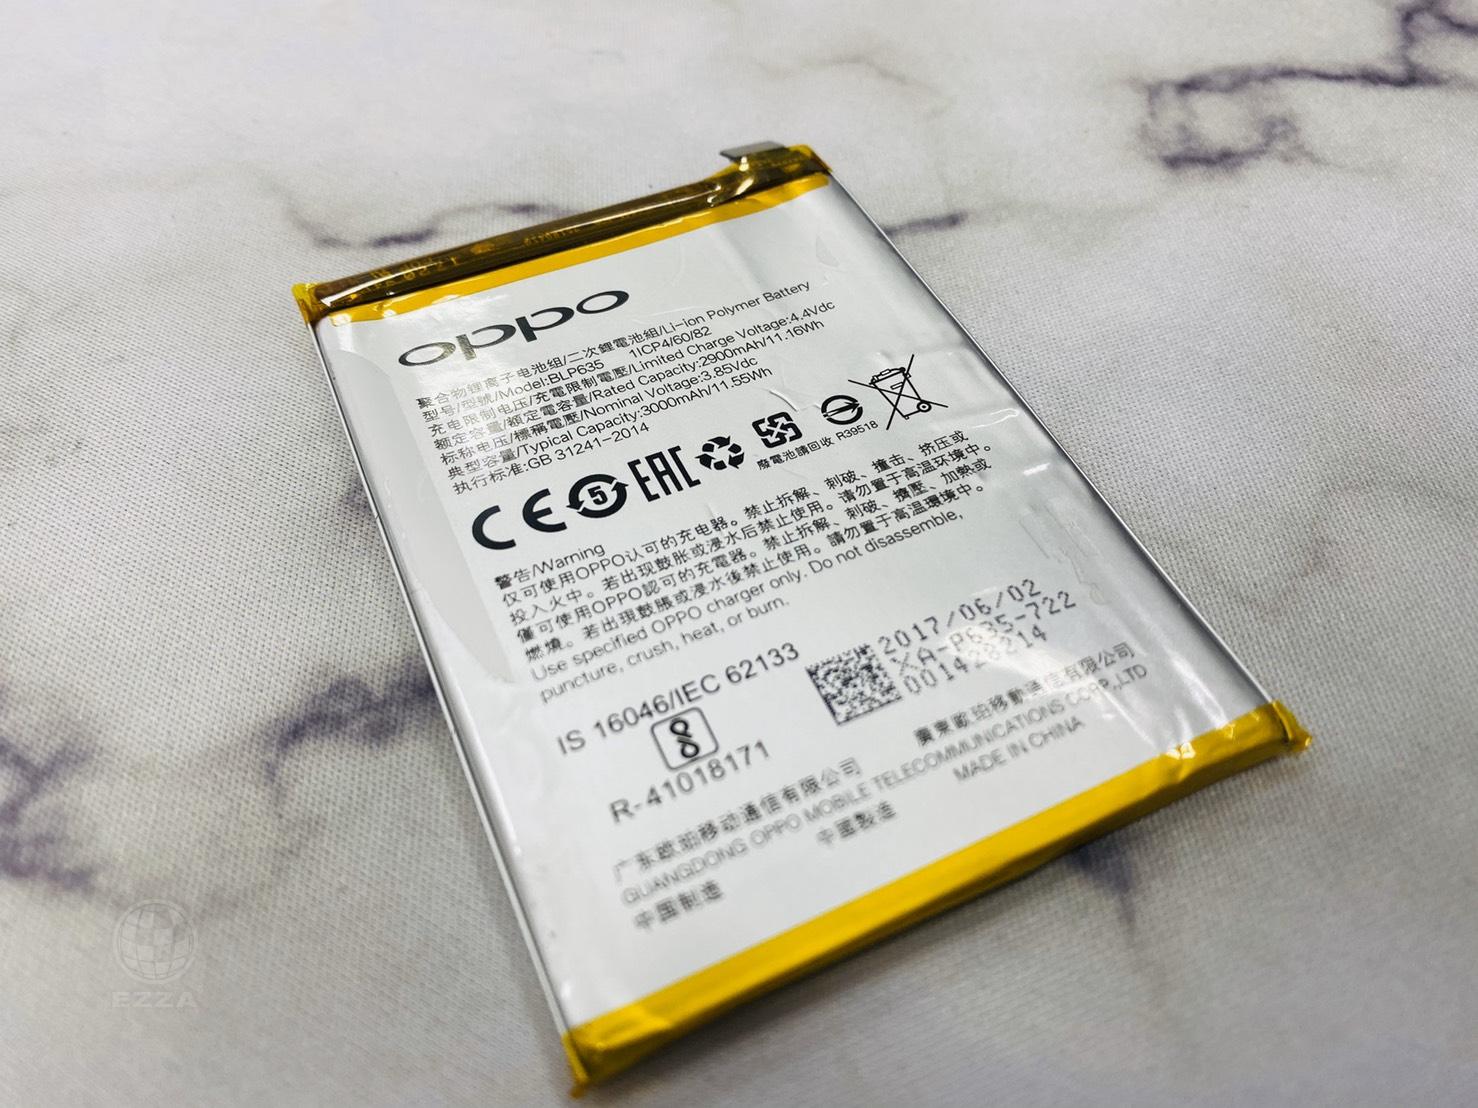 oppo
聚合物锂离子电池组/二次鋰電池組/Li-ion Polymer Battery
型号/型號/Model:BLP635 1ICP4/60/82
充电限制电压/充電限制電壓/Limited Charge Voltage:4.4Vdc
额定容量/額定電容量/Rated Capacity:2900mAh/11.16Wh
标称电压/標稱電壓/Nominal Voltage:3.85Vdc
典型容量/Typical Capacity:3000mAh/11.55Wh
执行标准:GB 31241-2014
CE 5 EAC
廢電池請回收 R39518
警告/Warning
仅可使用OPPO认可的充电器。禁止拆解、刺破、撞击、挤压或
投入火中。若出现鼓胀或浸水后禁止使用。请勿置于高温环境中。
僅可使用OPPO認可的充電器。禁止拆解、刺破、擠壓、加熱或
燃燒。若出現鼓脹或浸水後禁止使用。請勿置于高溫環境中。
Use specified OPPO charger only. Do not disassemble,
puncture, crush, heat, or burn.
IS 16046/IEC 62133
R-41018171
2017/06/02
XA-P635-722
001428214
广东欧珀移动通信有限公司
廣東歐珀移動通信有限公司
GUANGDONG OPPO MOBILE TELECOMMUNICATIONS CORP.,LTD
中国制造
中國製造
MADE IN CHINA
EZZA